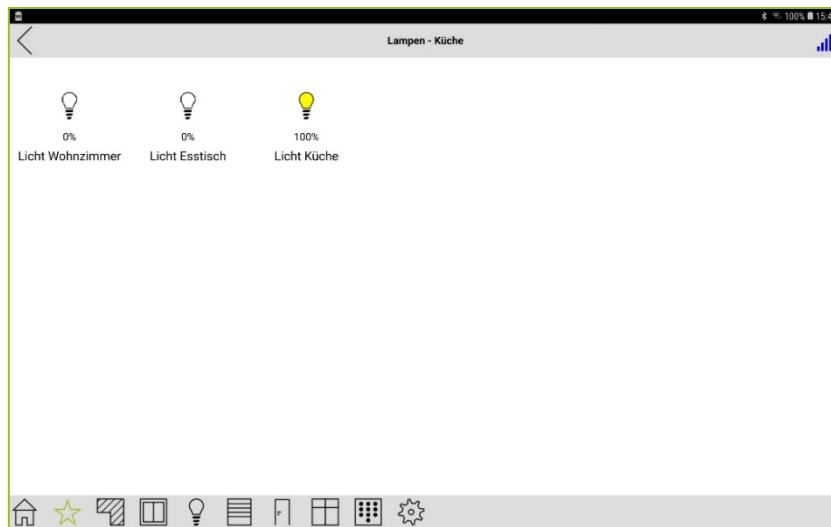 100% 15:4
Lampen - Küche
0%
0%
100%
Licht Wohnzimmer
Licht Esstisch
Licht Küche